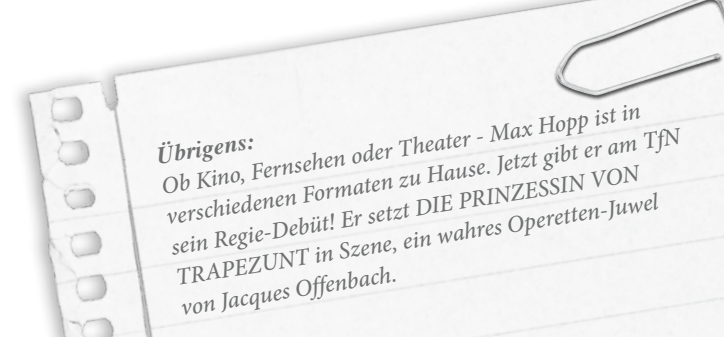 Übrigens:
Ob Kino, Fernsehen oder Theater - Max Hopp ist in
verschiedenen Formaten zu Hause. Jetzt gibt er am TfN
sein Regie-Debüt! Er setzt DIE PRINZESSIN VON
TRAPEZUNT in Szene, ein wahres Operetten-Juwel
von Jacques Offenbach.